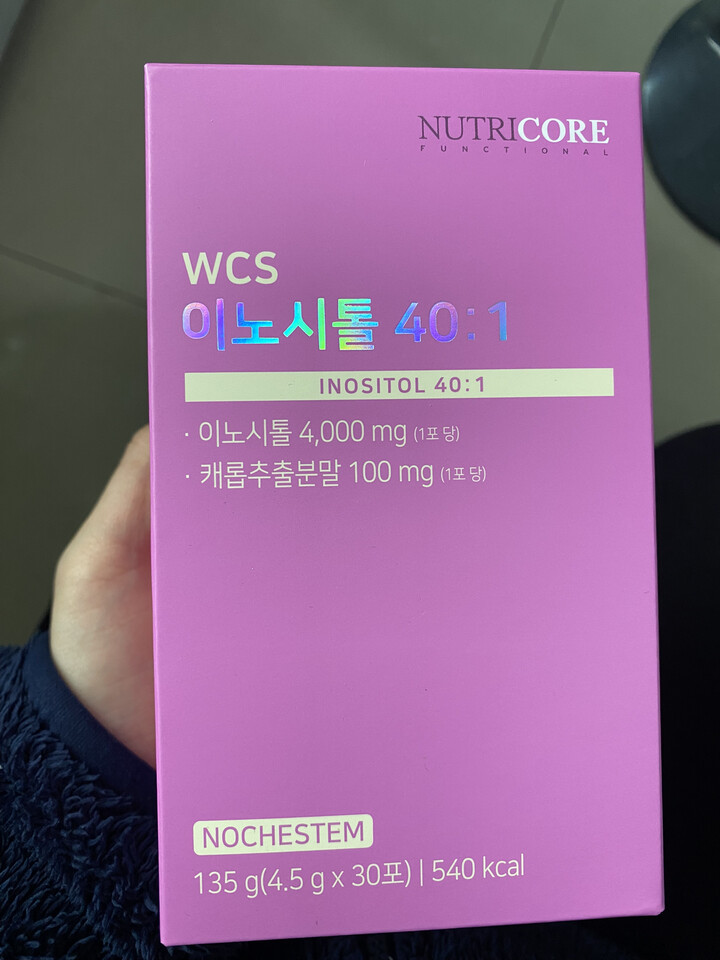 NUTRICORE
FUNCTIONAL
WCS
이노시톨 40:1
INOSITOL 40:1
· 이노시톨 4,000 mg (1포 당)
· 캐롭추출분말 100 mg (1포 당)
NOCHESTEM
135 g(4.5 g x 30포) | 540 kcal